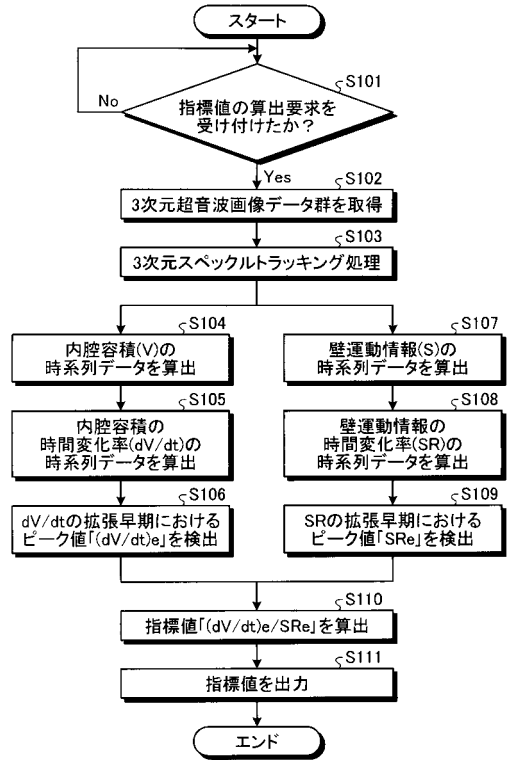 スタート
S101
指標値の算出要求を
受け付けたか?
No
Yes
S102
3次元超音波画像データ群を取得
S103
3次元スペックルトラッキング処理
S104
内腔容積(V)の
時系列データを算出
S105
内腔容積の
時間変化率(dV/dt)の
時系列データを算出
S106
dV/dtの拡張早期における
ピーク値「(dV/dt)e」を検出
S107
壁運動情報(S)の
時系列データを算出
S108
壁運動情報の
時間変化率(SR)の
時系列データを算出
S109
SRの拡張早期における
ピーク値「SRe」を検出
S110
指標値「(dV/dt)e/SRe」を算出
S111
指標値を出力
エンド